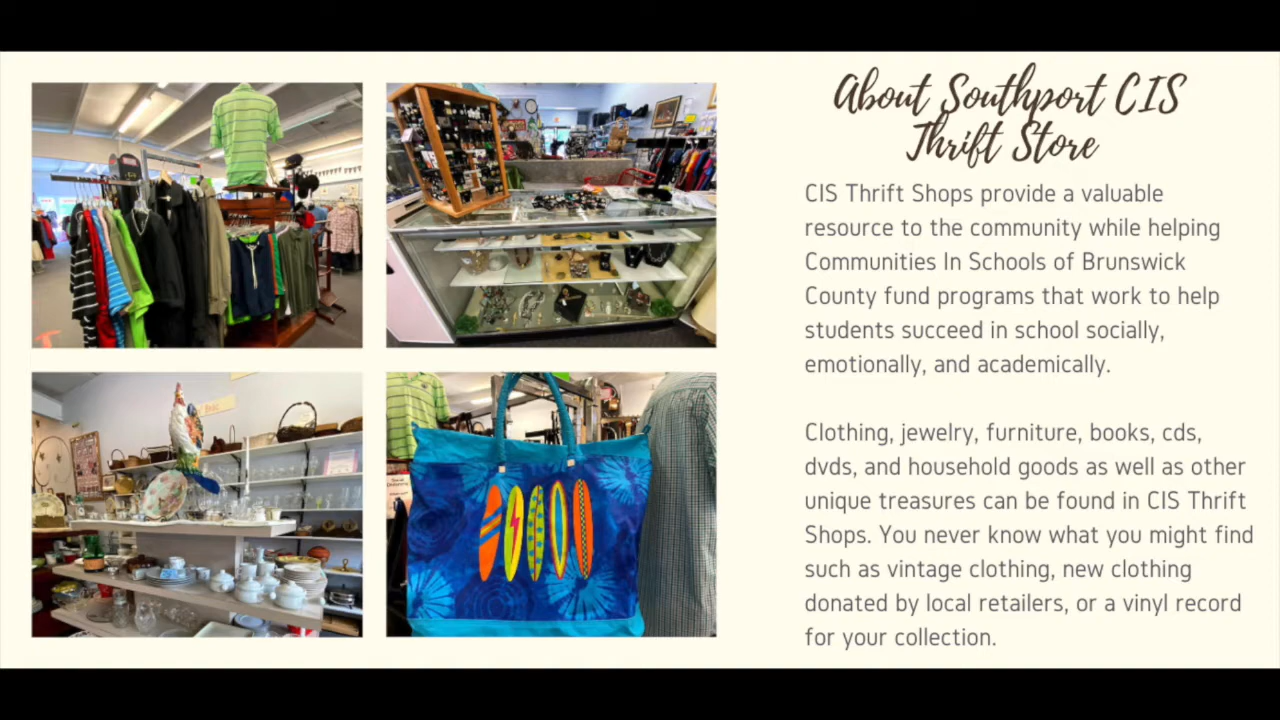 About Southport CIS
Thrift Store
CIS Thrift Shops provide a valuable
resource to the community while helping
Communities In Schools of Brunswick
County fund programs that work to help
students succeed in school socially,
emotionally, and academically.
Clothing, jewelry, furniture, books, cds,
dvds, and household goods as well as other
unique treasures can be found in CIS Thrift
Shops. You never know what you might find
such as vintage clothing, new clothing
donated by local retailers, or a vinyl record
for your collection.